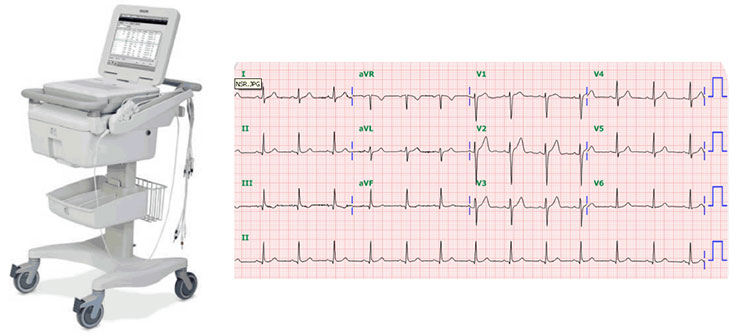 I aVR V1 V4
NSR.JPG
II aVL V2 V5
III aVF V3 V6
II